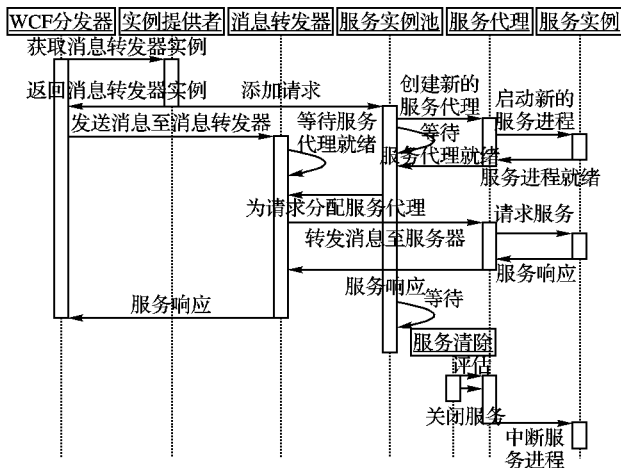 WCF分发器 实例提供者 消息转发器 服务实例池 服务代理 服务实例
获取消息转发器实例
返回消息转发器实例
添加请求
创建新的
服务代理
启动新的
服务进程
发送消息至消息转发器
等待服务
代理就绪
等待
服务代理就绪
服务进程就绪
为请求分配服务代理
请求服务
转发消息至服务器
服务响应
服务响应
服务响应
等待
服务清除
评估
关闭服务
中断服
务进程